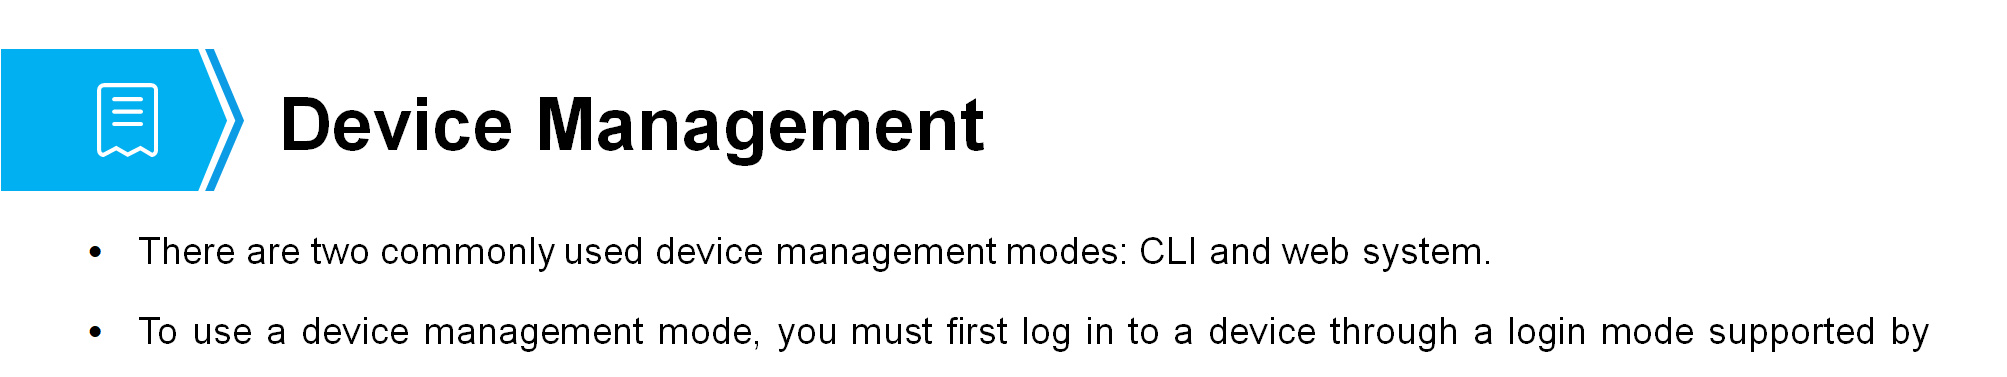 Device Management
• There are two commonly used device management modes: CLI and web system.
• To use a device management mode, you must first log in to a device through a login mode supported by